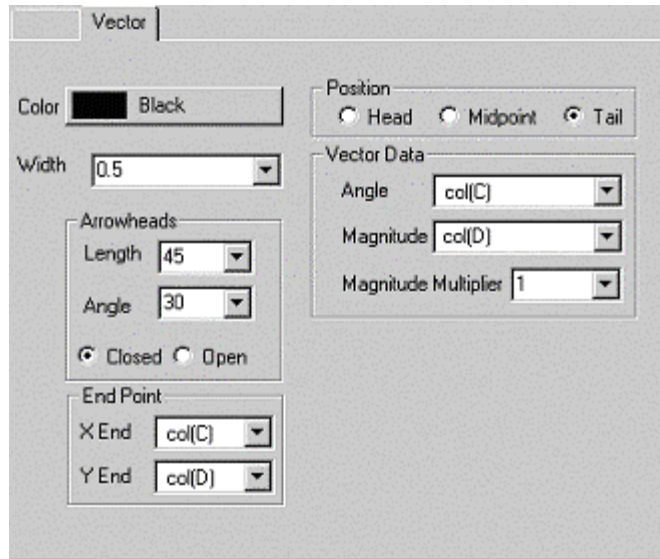 Vector
Color Black
Width 0.5
Arrowheads
Length 45
Angle 30
Closed Open
End Point
X End col(C)
Y End col(D)
Position
Head Midpoint Tail
Vector Data
Angle col(C)
Magnitude col(D)
Magnitude Multiplier 1